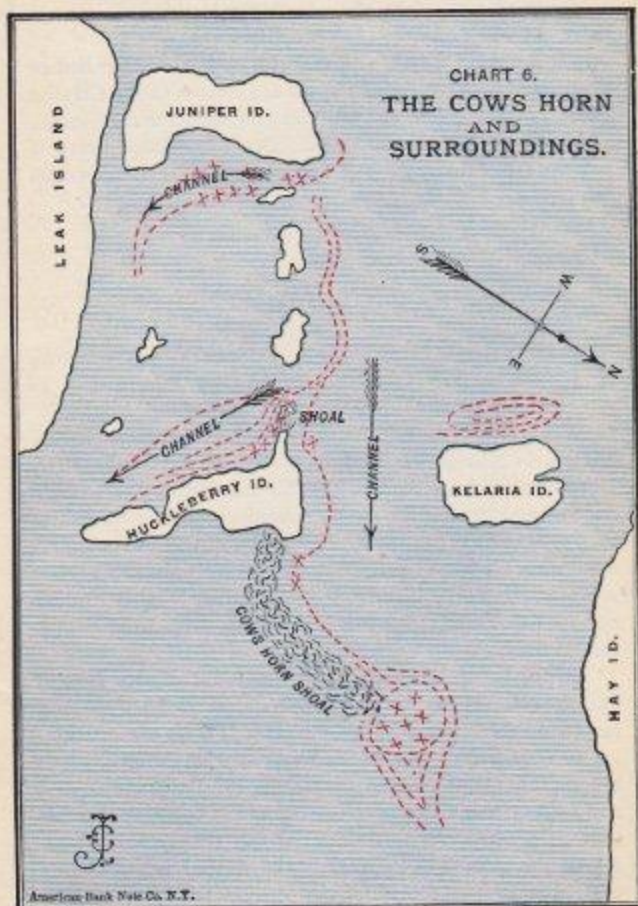 CHART 6.
THE COWS HORN
AND
SURROUNDINGS.
LEAK ISLAND
JUNIPER ID.
CHANNEL
S
W
E
N
SHOAL
CHANNEL
CHANNEL
KELARIA ID.
HUCKLEBERRY ID.
COWS HORN SHOAL
MAY ID.
American Bank Note Co. N.Y.